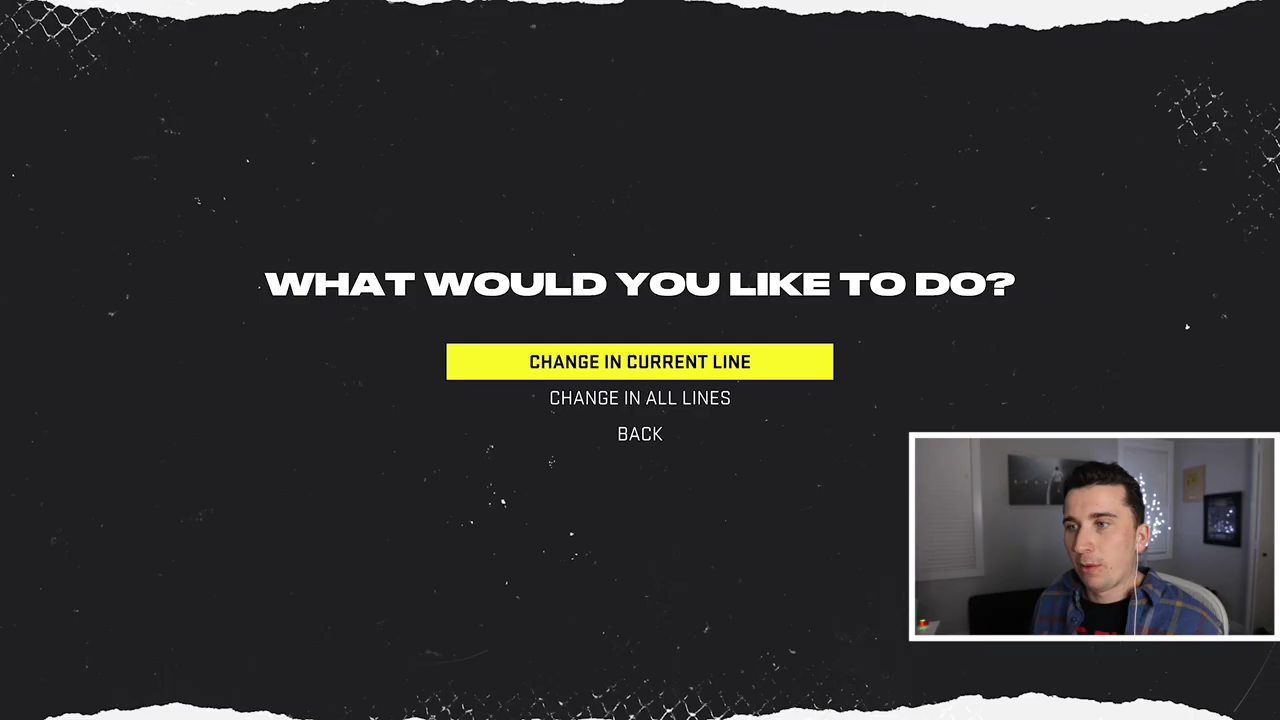 WHAT WOULD YOU LIKE TO DO?
CHANGE IN CURRENT LINE
CHANGE IN ALL LINES
BACK